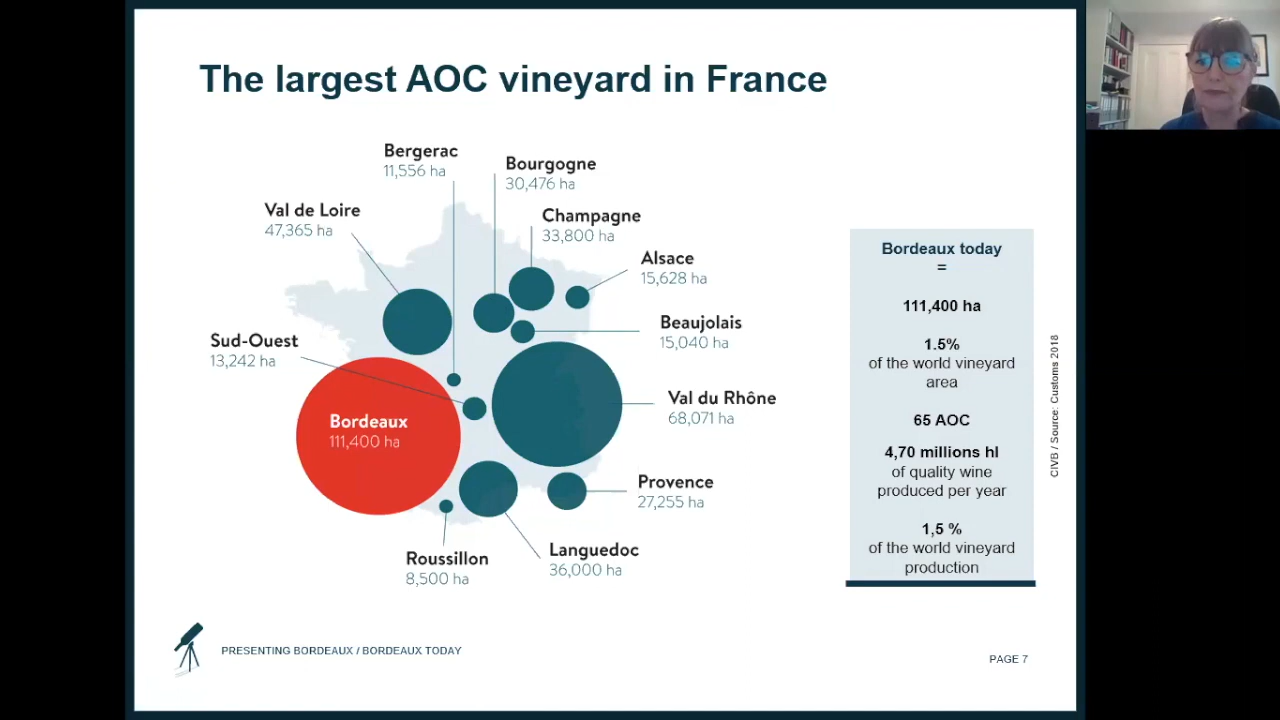 The largest AOC vineyard in France
Bergerac
11,556 ha
Bourgogne
30,476 ha
Val de Loire
47,365 ha
Champagne
33,800 ha
Alsace
15,628 ha
Beaujolais
15,040 ha
Sud-Ouest
13,242 ha
Val du Rhône
68,071 ha
Bordeaux
111,400 ha
Provence
27,255 ha
Roussillon
8,500 ha
Languedoc
36,000 ha
Bordeaux today
=
111,400 ha
1.5%
of the world vineyard
area
65 AOC
4,70 millions hl
of quality wine
produced per year
1,5 %
of the world vineyard
production
CIVB / Source: Customs 2018
PRESENTING BORDEAUX / BORDEAUX TODAY
PAGE 7